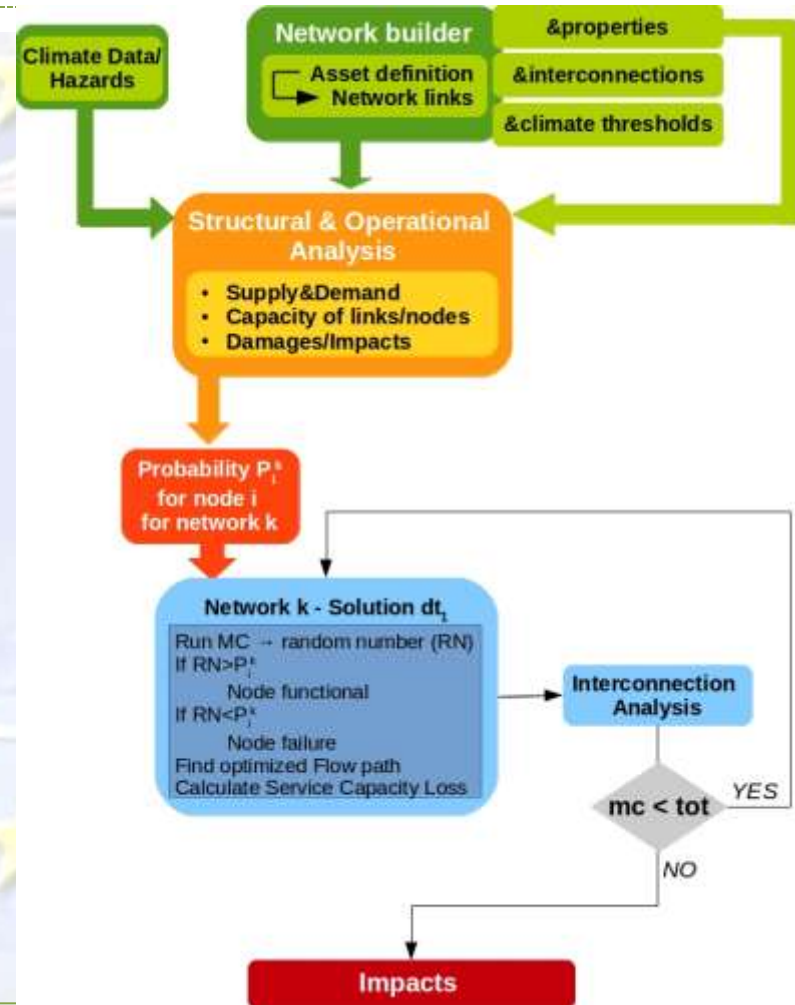 Climate Data/
Hazards
Network builder
Asset definition
Network links
&properties
&interconnections
&climate thresholds
Structural & Operational
Analysis
• Supply&Demand
• Capacity of links/nodes
• Damages/Impacts
Probability Pᵢᵏ
for node i
for network k
Network k - Solution dt₁
Run MC → random number (RN)
If RN>Pᵢᵏ
Node functional
If RN<Pᵢᵏ
Node failure
Find optimized Flow path
Calculate Service Capacity Loss
Interconnection
Analysis
mc < tot
YES
NO
Impacts